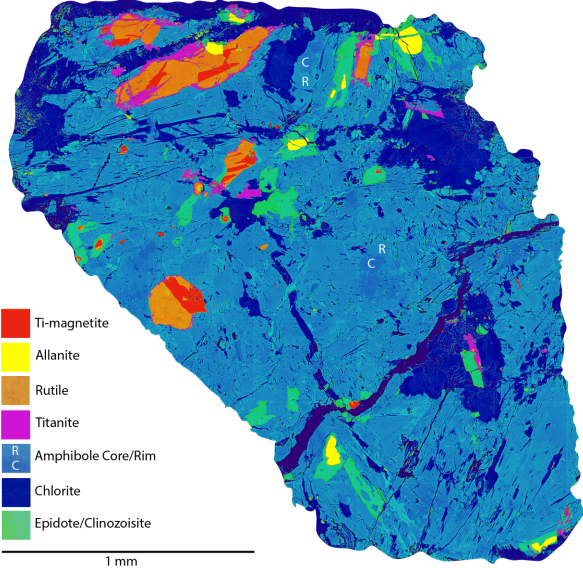 C
R
R
C
Ti-magnetite
Allanite
Rutile
Titanite
R
C
Amphibole Core/Rim
Chlorite
Epidote/Clinozoisite
1 mm